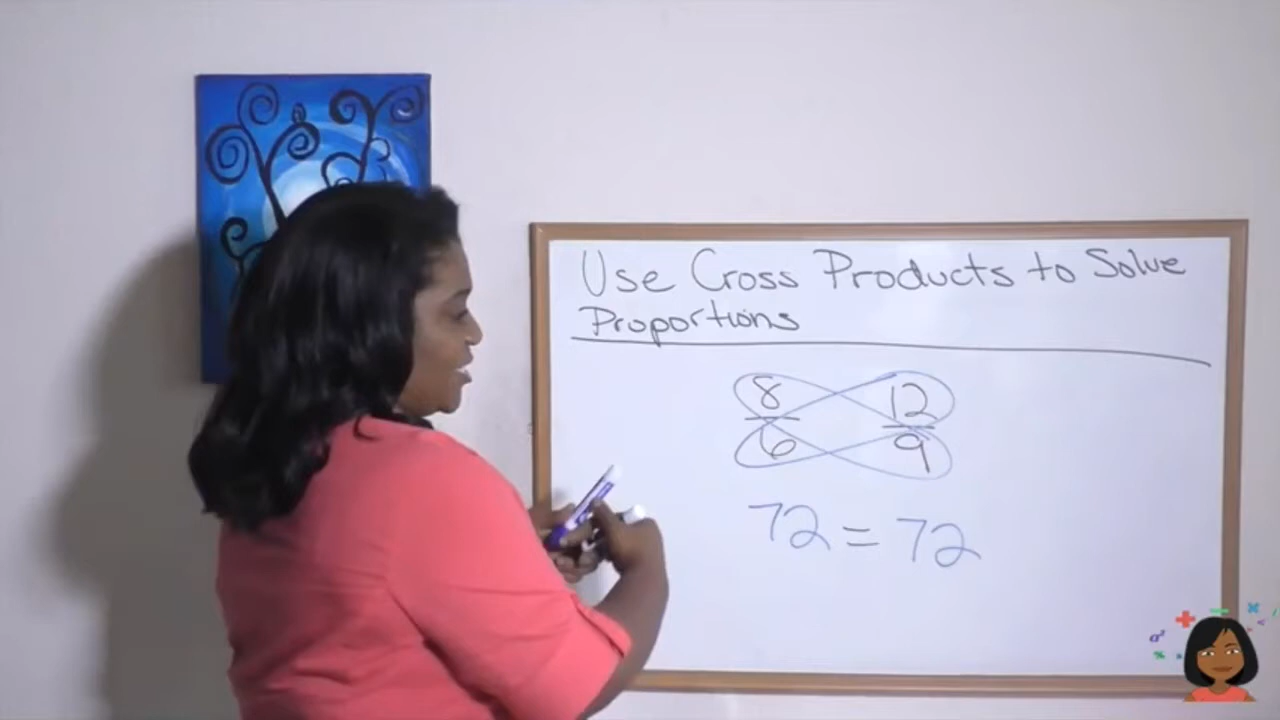 Use Cross Products to Solve
Proportions
8 12
6 9
72 = 72